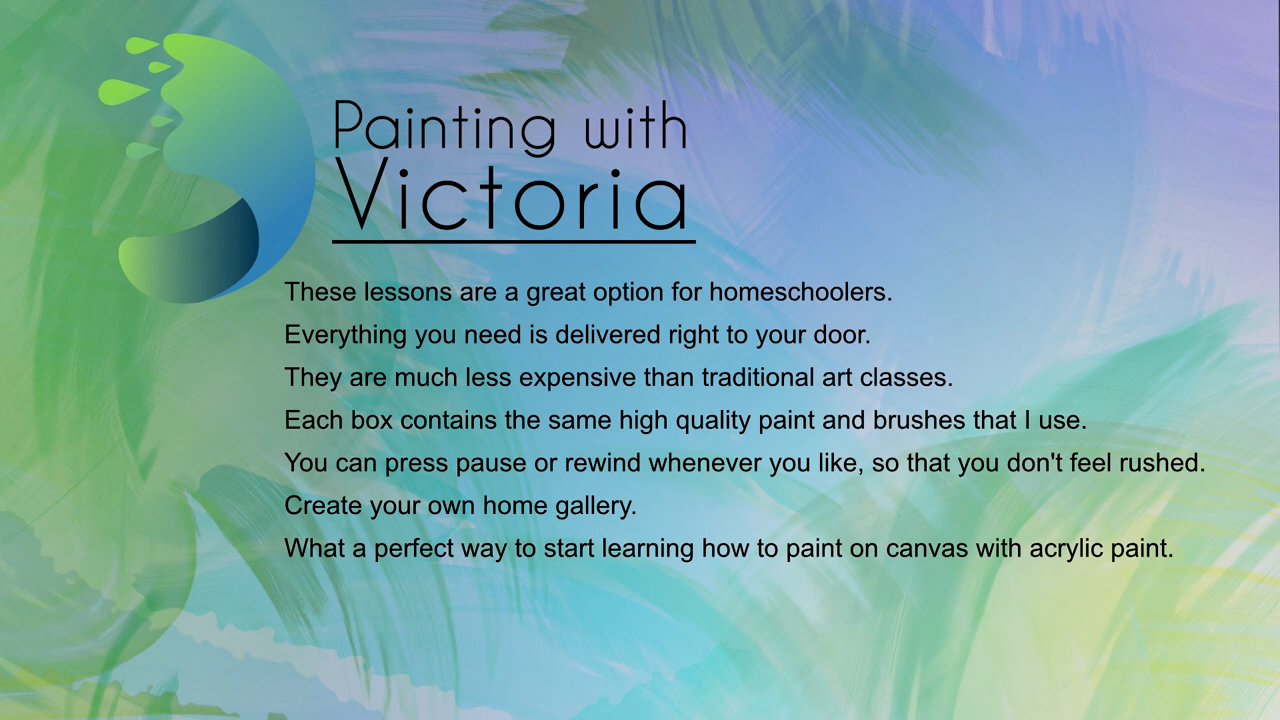 Painting with
Victoria
These lessons are a great option for homeschoolers.
Everything you need is delivered right to your door.
They are much less expensive than traditional art classes.
Each box contains the same high quality paint and brushes that I use.
You can press pause or rewind whenever you like, so that you don't feel rushed.
Create your own home gallery.
What a perfect way to start learning how to paint on canvas with acrylic paint.